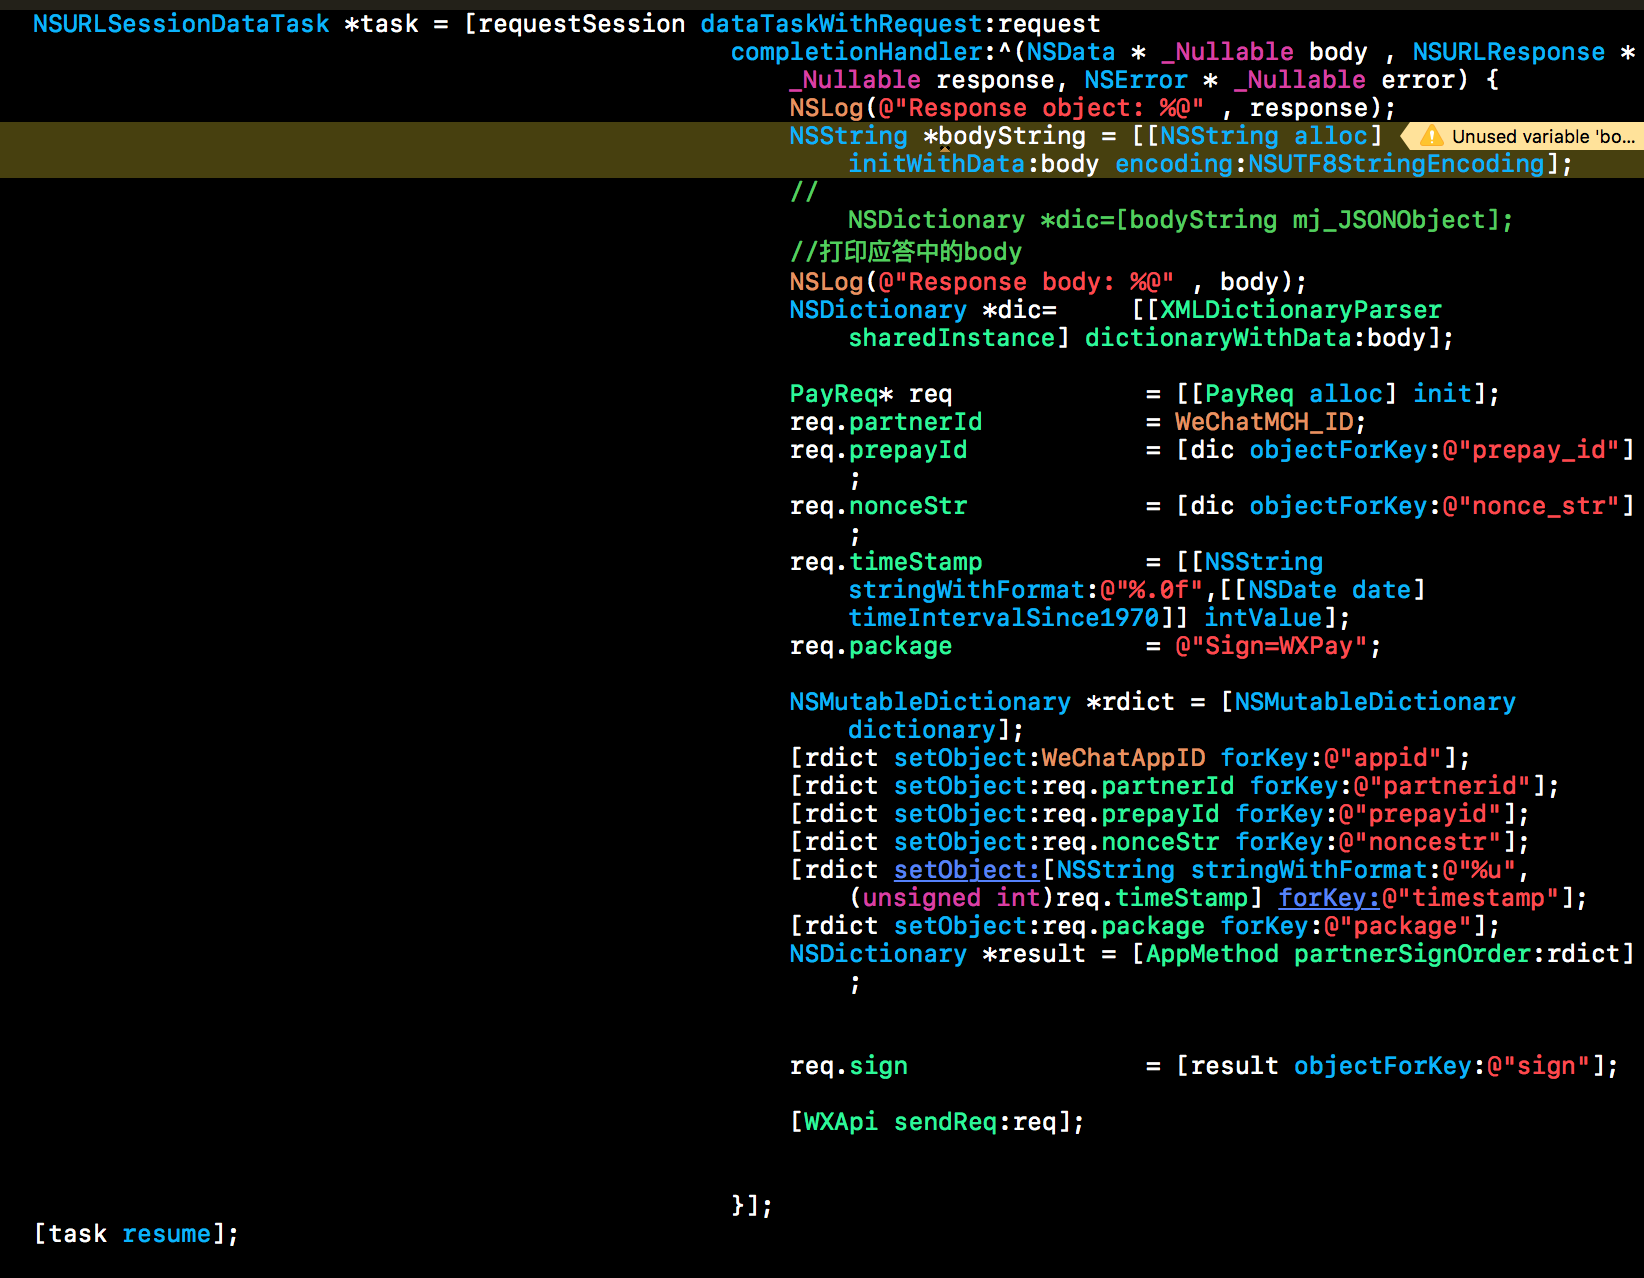 NSURLSessionDataTask *task = [requestSession dataTaskWithRequest:request
completionHandler:^(NSData * _Nullable body , NSURLResponse *
_Nullable response, NSError * _Nullable error) {
NSLog(@"Response object: %@" , response);
NSString *bodyString = [[NSString alloc] Unused variable 'bo...
initWithData:body encoding:NSUTF8StringEncoding];
//
NSDictionary *dic=[bodyString mj_JSONObject];
//打印应答中的body
NSLog(@"Response body: %@" , body);
NSDictionary *dic=     [[XMLDictionaryParser
sharedInstance] dictionaryWithData:body];
PayReq* req             = [[PayReq alloc] init];
req.partnerId           = WeChatMCH_ID;
req.prepayId            = [dic objectForKey:@"prepay_id"]
;
req.nonceStr            = [dic objectForKey:@"nonce_str"]
;
req.timeStamp           = [[NSString
stringWithFormat:@"%.0f",[[NSDate date]
timeIntervalSince1970]] intValue];
req.package             = @"Sign=WXPay";
NSMutableDictionary *rdict = [NSMutableDictionary
dictionary];
[rdict setObject:WeChatAppID forKey:@"appid"];
[rdict setObject:req.partnerId forKey:@"partnerid"];
[rdict setObject:req.prepayId forKey:@"prepayid"];
[rdict setObject:req.nonceStr forKey:@"noncestr"];
[rdict setObject:[NSString stringWithFormat:@"%u",
(unsigned int)req.timeStamp] forKey:@"timestamp"];
[rdict setObject:req.package forKey:@"package"];
NSDictionary *result = [AppMethod partnerSignOrder:rdict]
;
req.sign                = [result objectForKey:@"sign"];
[WXApi sendReq:req];
}];
[task resume];